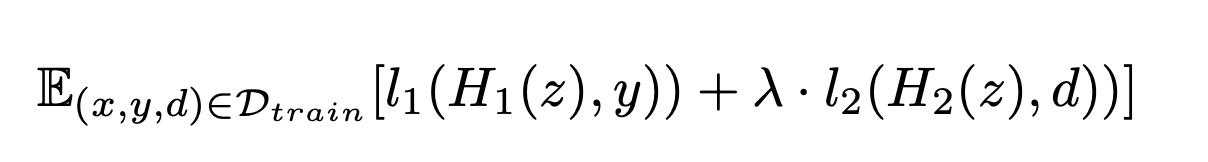 𝔼_{(x,y,d)∈𝒟_{train}}[l_1(H_1(z), y)) + λ · l_2(H_2(z), d))]